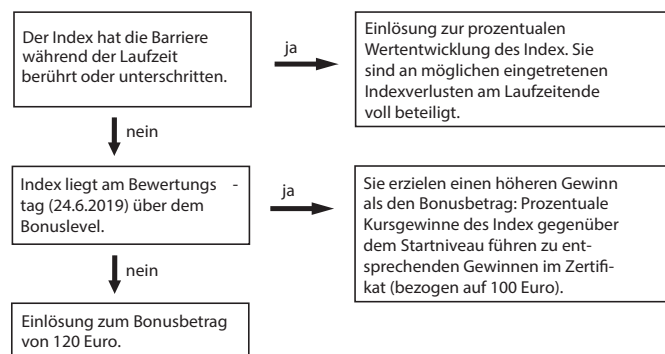 Der Index hat die Barriere
während der Laufzeit
berührt oder unterschritten.
ja
Einlösung zur prozentualen
Wertentwicklung des Index. Sie
sind an möglichen eingetretenen
Indexverlusten am Laufzeitende
voll beteiligt.
nein
Index liegt am Bewertungs -
tag (24.6.2019) über dem
Bonuslevel.
ja
Sie erzielen einen höheren Gewinn
als den Bonusbetrag: Prozentuale
Kursgewinne des Index gegenüber
dem Startniveau führen zu ent-
sprechenden Gewinnen im Zertifi-
kat (bezogen auf 100 Euro).
nein
Einlösung zum Bonusbetrag
von 120 Euro.